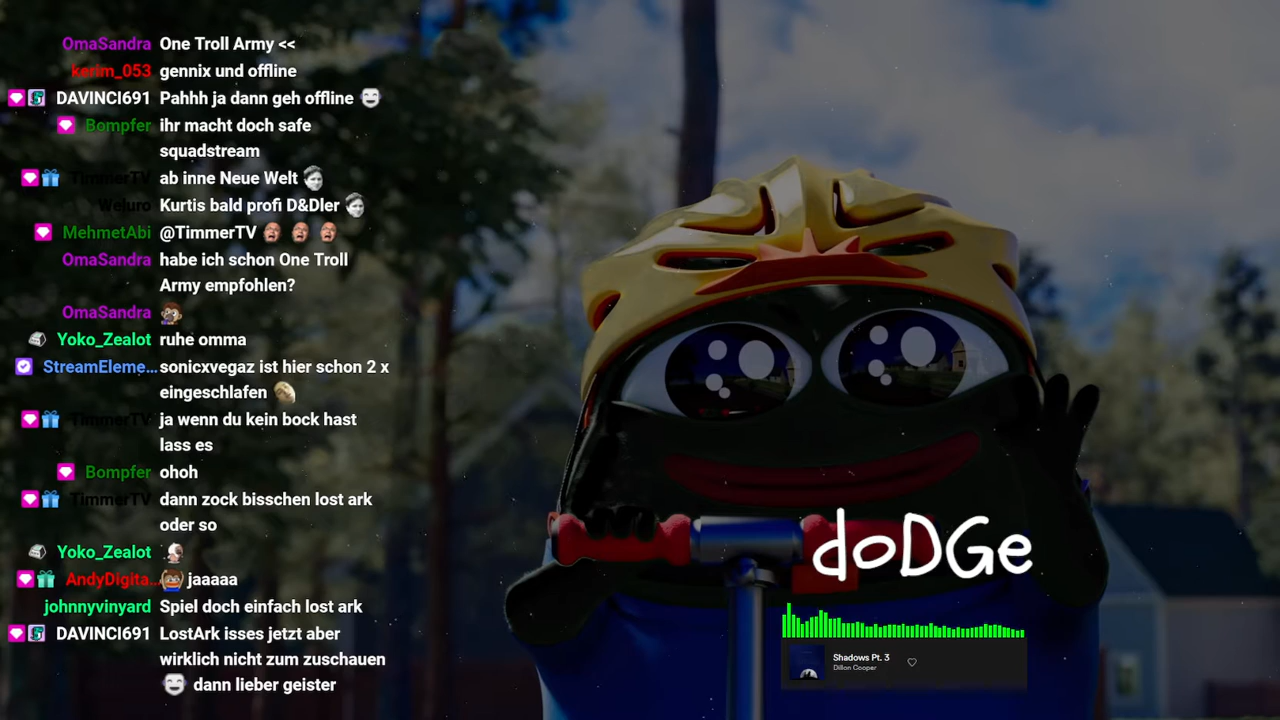 OmaSandra One Troll Army <<
kerim_053 gennix und offline
DAVINCI691 Pahhh ja dann geh offline
Bompfer ihr macht doch safe
squadstream
TimmerTV ab inne Neue Welt
Weluro Kurtis bald profi D&Dler
MehmetAbi @TimmerTV
OmaSandra habe ich schon One Troll
Army empfohlen?
OmaSandra
Yoko_Zealot ruhe omma
StreamEleme... sonicxvegaz ist hier schon 2 x
eingeschlafen
TimmerTV ja wenn du kein bock hast
lass es
Bompfer ohoh
TimmerTV dann zock bisschen lost ark
oder so
Yoko_Zealot
AndyDigita... jaaaaa
johnnyvinyard Spiel doch einfach lost ark
DAVINCI691 LostArk isses jetzt aber
wirklich nicht zum zuschauen
dann lieber geister
doDGe
Shadows Pt. 3
Dillon Cooper